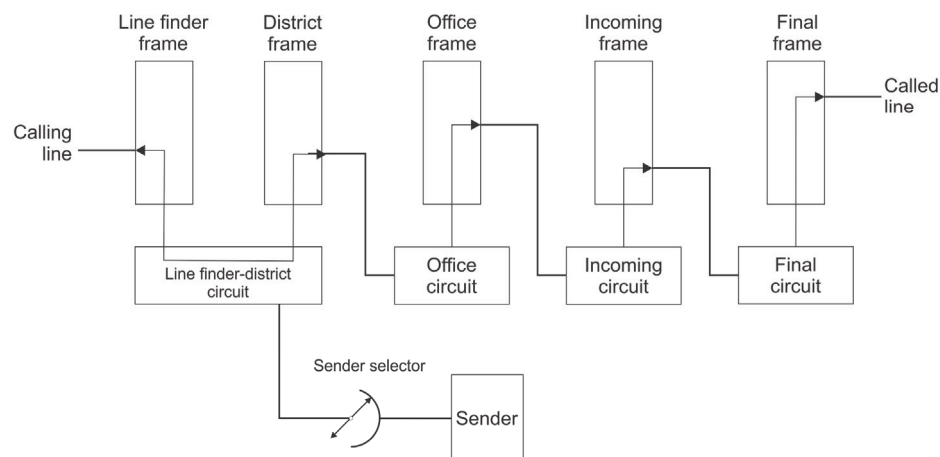 Line finder
frame
District
frame
Office
frame
Incoming
frame
Final
frame
Calling
line
Called
line
Line finder-district
circuit
Office
circuit
Incoming
circuit
Final
circuit
Sender selector
Sender